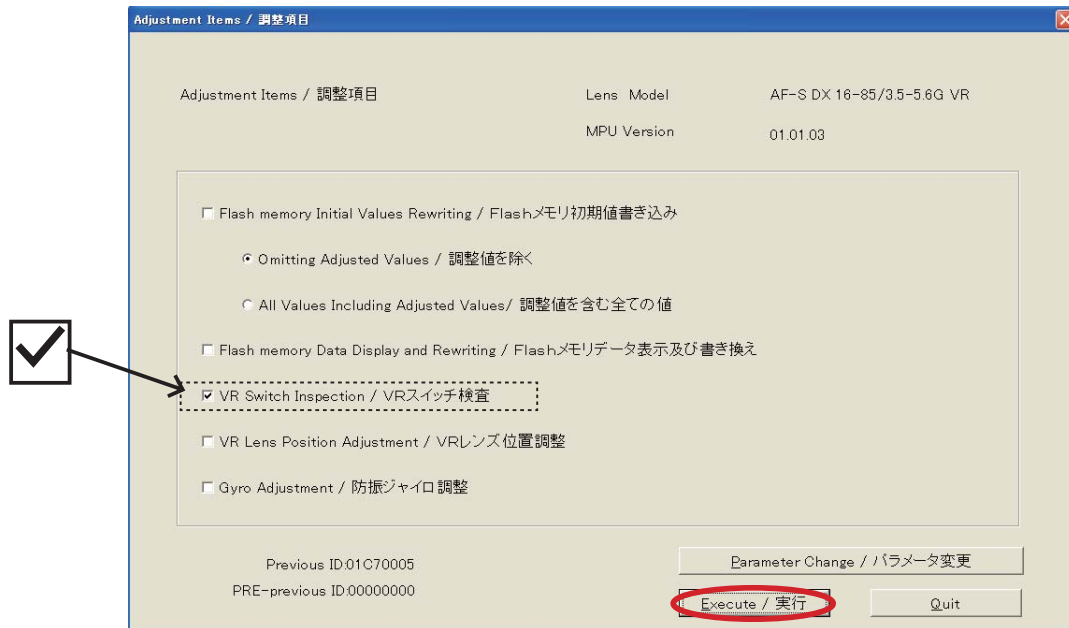 Adjustment Items / 調整項目
Adjustment Items / 調整項目
Lens Model
AF-S DX 16-85/3.5-5.6G VR
MPU Version
01.01.03
Flash memory Initial Values Rewriting / Flashメモリ初期値書き込み
Omitting Adjusted Values / 調整値を除く
All Values Including Adjusted Values/ 調整値を含む全ての値
Flash memory Data Display and Rewriting / Flashメモリデータ表示及び書き換え
VR Switch Inspection / VRスイッチ検査
VR Lens Position Adjustment / VRレンズ位置調整
Gyro Adjustment / 防振ジャイロ調整
Previous ID:01C70005
PRE-previous ID:00000000
Parameter Change / パラメータ変更
Execute / 実行
Quit